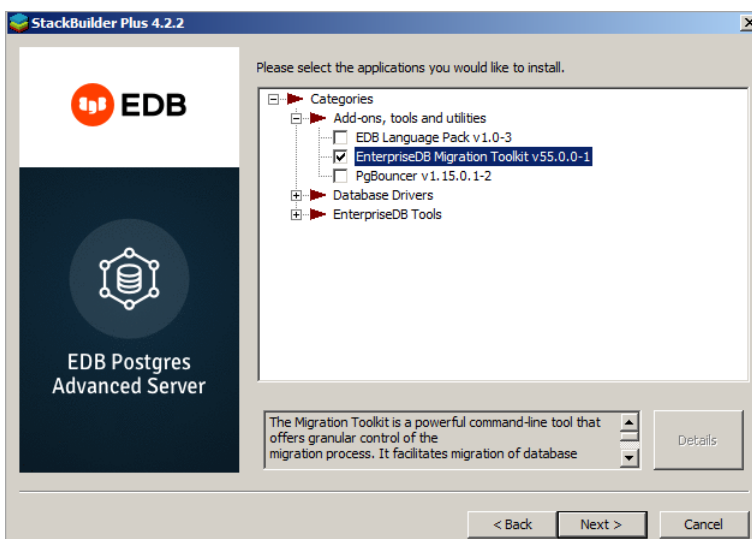 StackBuilder Plus 4.2.2
EDB
EDB Postgres
Advanced Server
Please select the applications you would like to install.
Categories
Add-ons, tools and utilities
EDB Language Pack v1.0-3
EnterpriseDB Migration Toolkit v55.0.0-1
PgBouncer v1.15.0.1-2
Database Drivers
EnterpriseDB Tools
The Migration Toolkit is a powerful command-line tool that
offers granular control of the
migration process. It facilitates migration of database
Details
< Back
Next >
Cancel